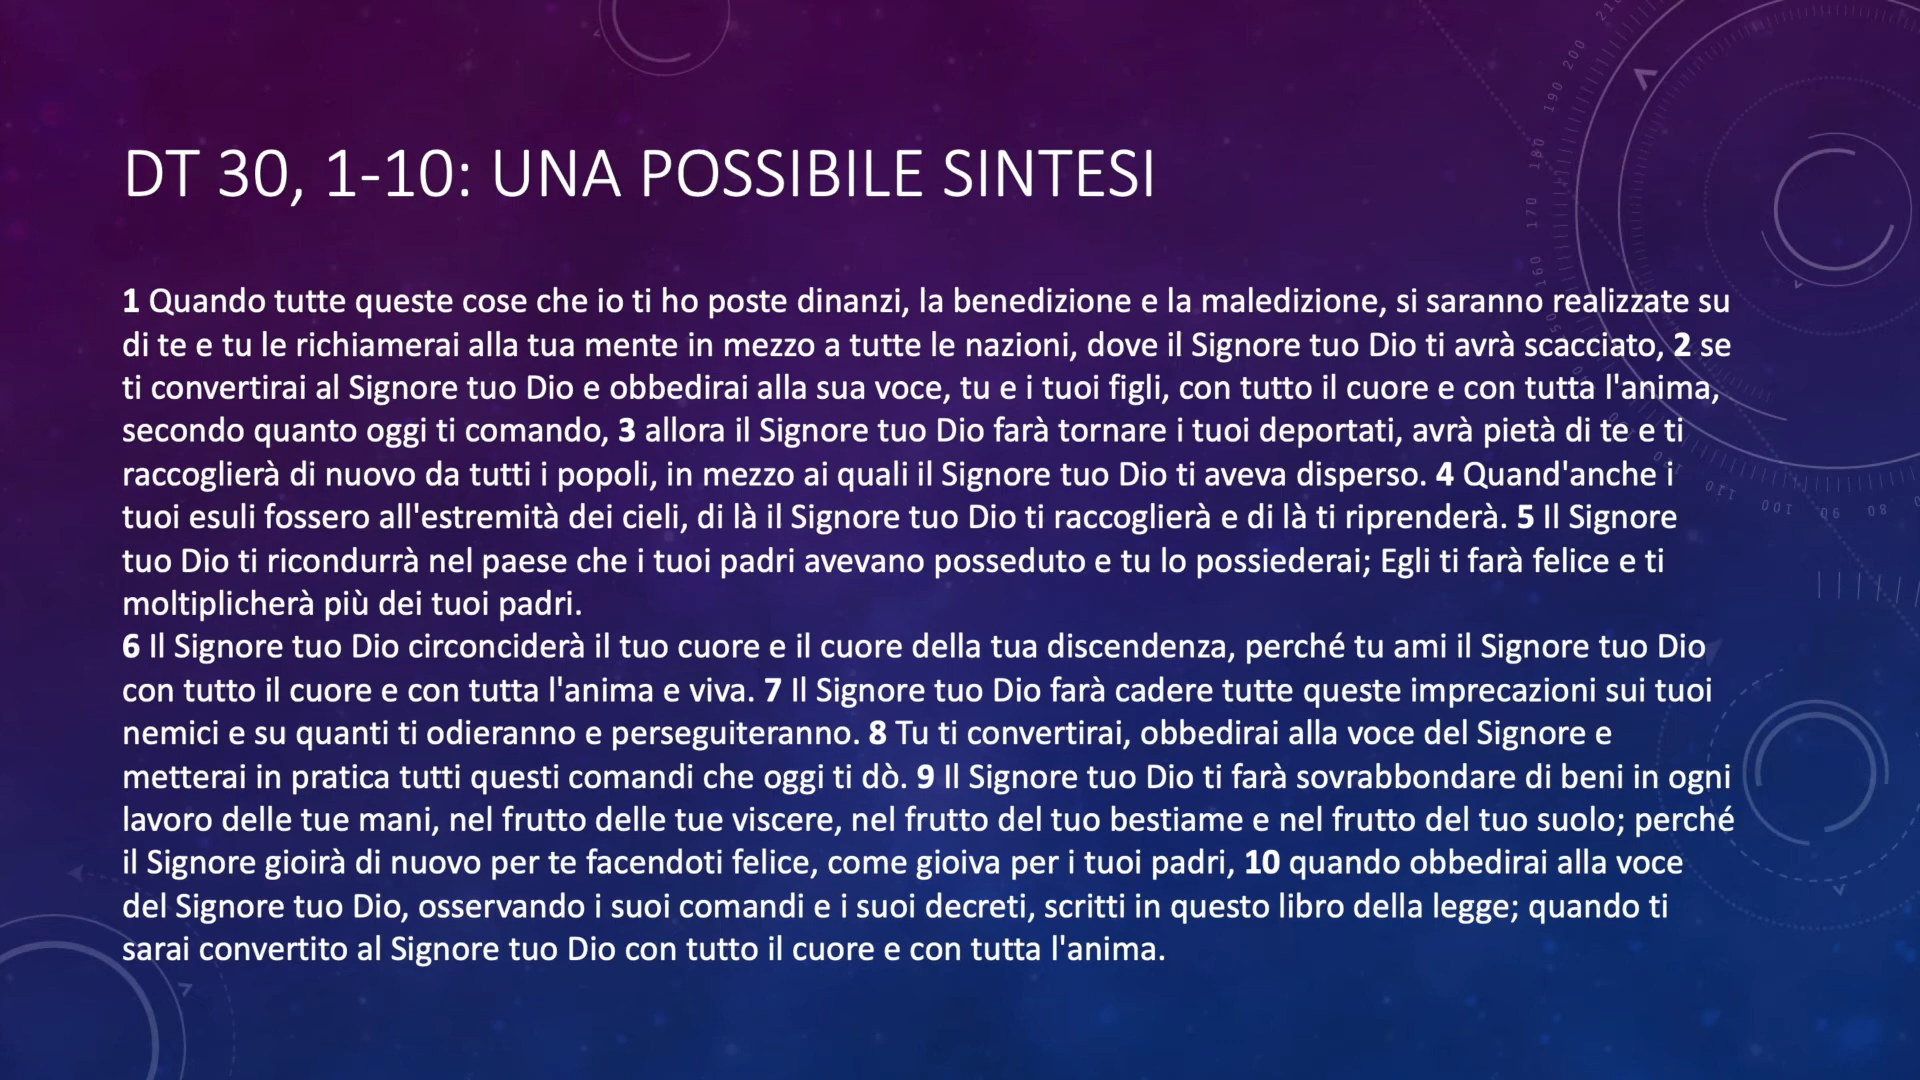 DT 30, 1-10: UNA POSSIBILE SINTESI
1 Quando tutte queste cose che io ti ho poste dinanzi, la benedizione e la maledizione, si saranno realizzate su
di te e tu le richiamerai alla tua mente in mezzo a tutte le nazioni, dove il Signore tuo Dio ti avrà scacciato, 2 se
ti convertirai al Signore tuo Dio e obbedirai alla sua voce, tu e i tuoi figli, con tutto il cuore e con tutta l'anima,
secondo quanto oggi ti comando, 3 allora il Signore tuo Dio farà tornare i tuoi deportati, avrà pietà di te e ti
raccoglierà di nuovo da tutti i popoli, in mezzo ai quali il Signore tuo Dio ti aveva disperso. 4 Quand'anche i
tuoi esuli fossero all'estremità dei cieli, di là il Signore tuo Dio ti raccoglierà e di là ti riprenderà. 5 Il Signore
tuo Dio ti ricondurrà nel paese che i tuoi padri avevano posseduto e tu lo possiederai; Egli ti farà felice e ti
moltiplicherà più dei tuoi padri.
6 Il Signore tuo Dio circonciderà il tuo cuore e il cuore della tua discendenza, perché tu ami il Signore tuo Dio
con tutto il cuore e con tutta l'anima e viva. 7 Il Signore tuo Dio farà cadere tutte queste imprecazioni sui tuoi
nemici e su quanti ti odieranno e perseguiteranno. 8 Tu ti convertirai, obbedirai alla voce del Signore e
metterai in pratica tutti questi comandi che oggi ti dò. 9 Il Signore tuo Dio ti farà sovrabbondare di beni in ogni
lavoro delle tue mani, nel frutto delle tue viscere, nel frutto del tuo bestiame e nel frutto del tuo suolo; perché
il Signore gioirà di nuovo per te facendoti felice, come gioiva per i tuoi padri, 10 quando obbedirai alla voce
del Signore tuo Dio, osservando i suoi comandi e i suoi decreti, scritti in questo libro della legge; quando ti
sarai convertito al Signore tuo Dio con tutto il cuore e con tutta l'anima.
200
190
180
170
160
110
100
90
80